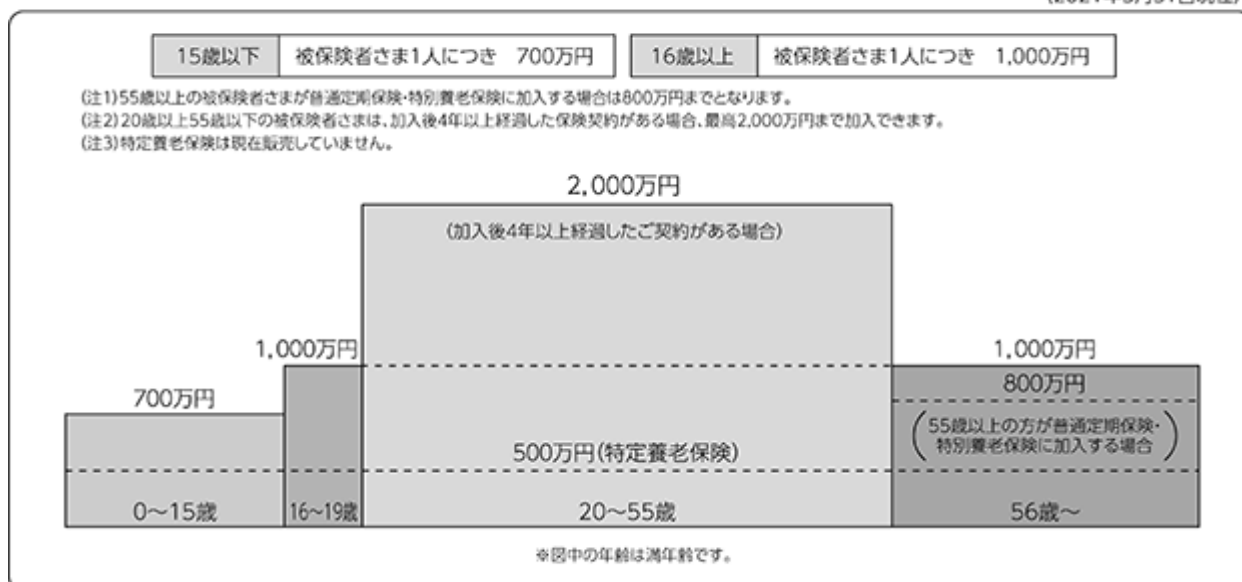 15歳以下 被保険者さま1人につき 700万円 16歳以上 被保険者さま1人につき 1,000万円
(注1)55歳以上の被保険者さまが普通定期保険・特別養老保険に加入する場合は800万円までとなります。
(注2)20歳以上55歳以下の被保険者さまは、加入後4年以上経過した保険契約がある場合、最高2,000万円まで加入できます。
(注3)特定養老保険は現在販売していません。
2,000万円
(加入後4年以上経過したご契約がある場合)
1,000万円
1,000万円
700万円
800万円
(55歳以上の方が普通定期保険・
特別養老保険に加入する場合)
500万円(特定養老保険)
0〜15歳 16〜19歳 20〜55歳 56歳〜
※図中の年齢は満年齢です。